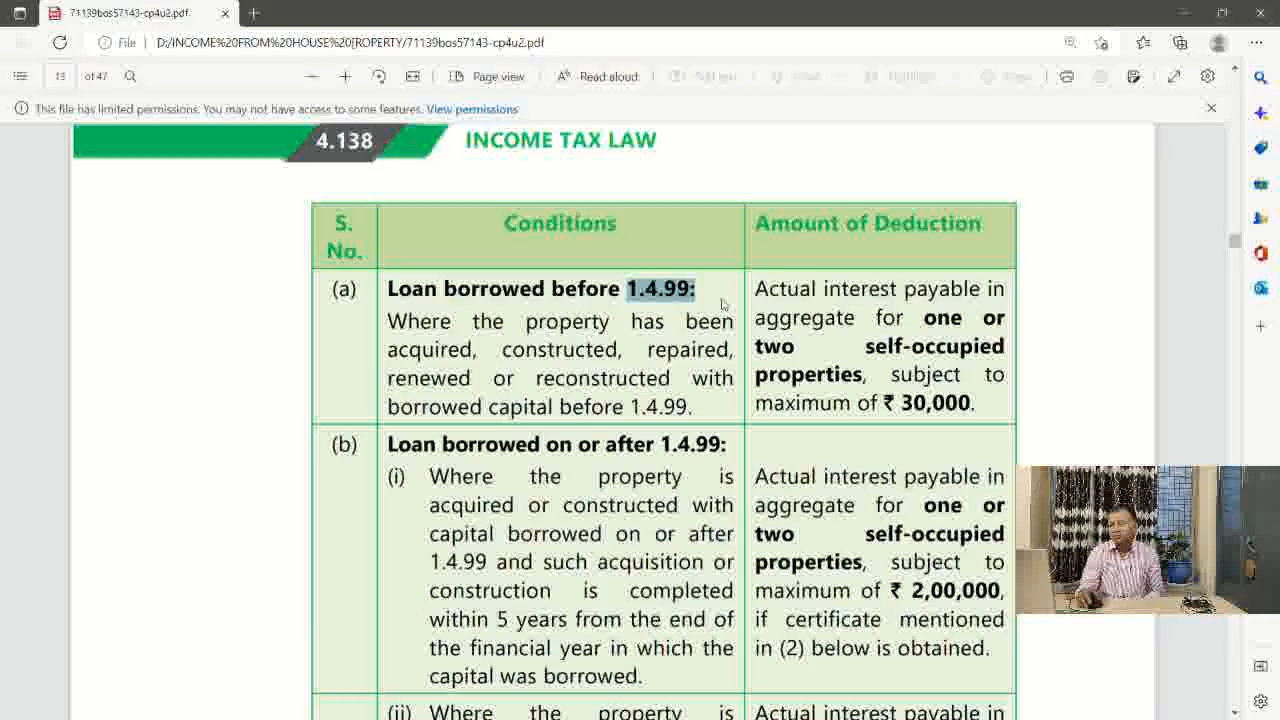 71139bos57143-cp4u2.pdf
File D:/INCOME%20FROM%20HOUSE%20[ROPERTY/71139bos57143-cp4u2.pdf
13 of 47 Page view Read aloud
This file has limited permissions. You may not have access to some features. View permissions
4.138 INCOME TAX LAW
S. No.
Conditions
Amount of Deduction
(a)
Loan borrowed before 1.4.99:
Where the property has been
acquired, constructed, repaired,
renewed or reconstructed with
borrowed capital before 1.4.99.
Actual interest payable in
aggregate for one or
two self-occupied
properties, subject to
maximum of ₹ 30,000.
(b)
Loan borrowed on or after 1.4.99:
(i) Where the property is
acquired or constructed with
capital borrowed on or after
1.4.99 and such acquisition or
construction is completed
within 5 years from the end of
the financial year in which the
capital was borrowed.
Actual interest payable in
aggregate for one or
two self-occupied
properties, subject to
maximum of ₹ 2,00,000,
if certificate mentioned
in (2) below is obtained.
(ii) Where the property is
Actual interest payable in